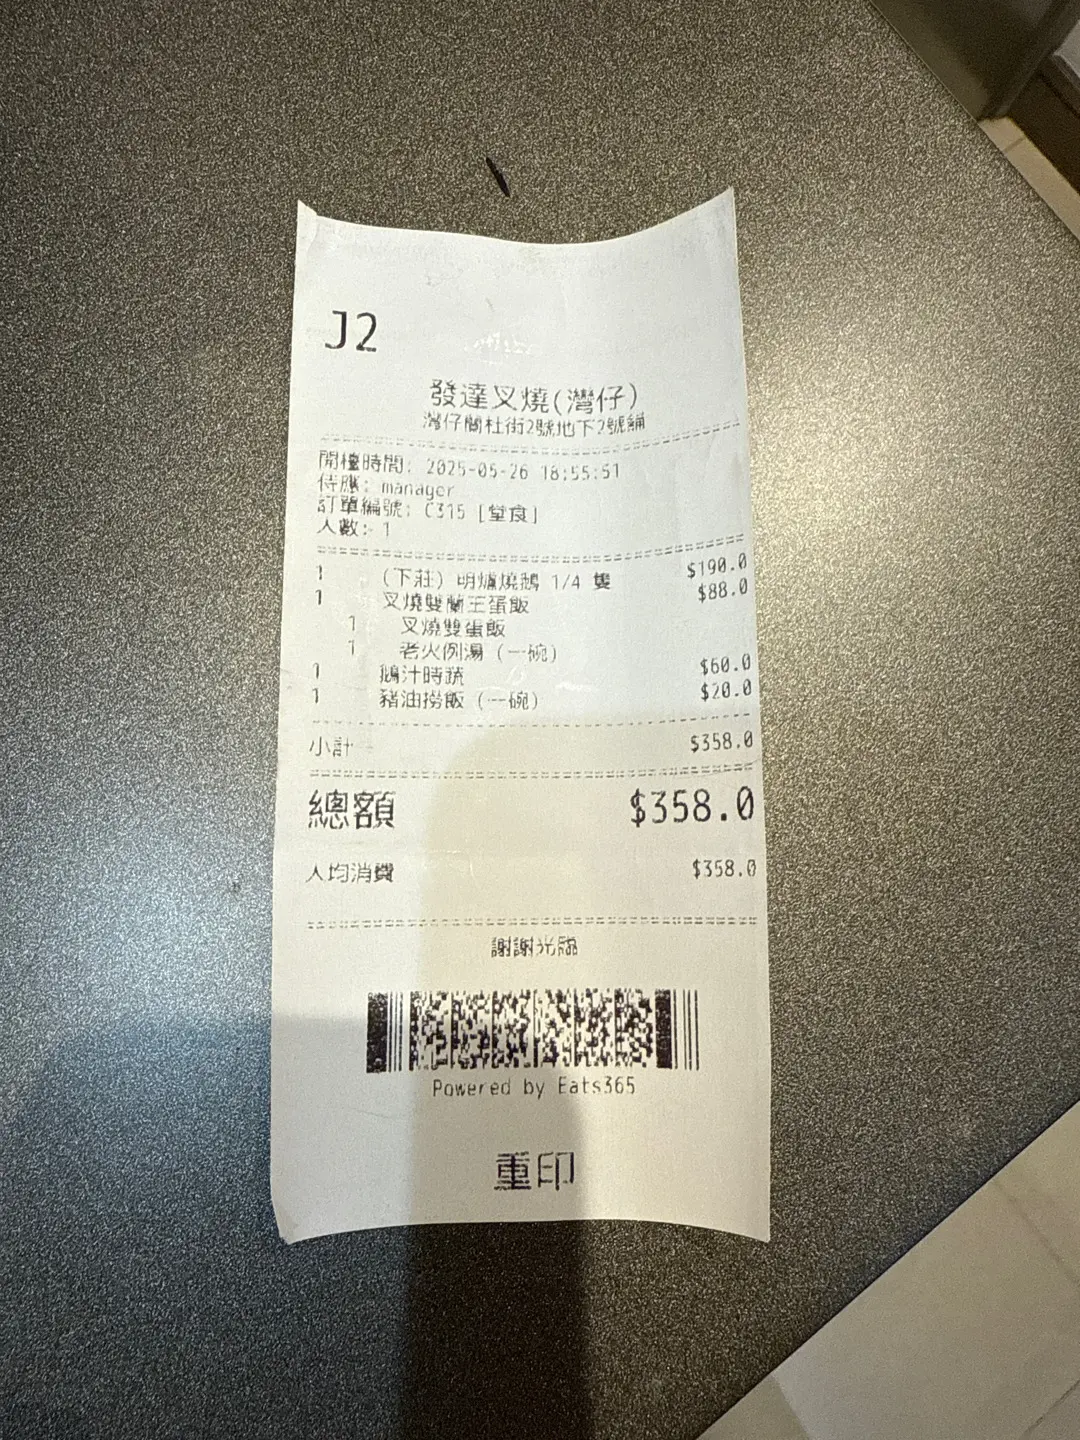 J2
發達叉燒(灣仔)
灣仔蘭杜街2號地下2號舖
開檯時間: 2025-05-26 18:55:51
侍應: manager
訂單編號: C315 [堂食]
人數: 1
1 (下莊) 明爐燒鵝 1/4 隻 $190.0
1 叉燒雙蘭王蛋飯 $88.0
1 叉燒雙蛋飯
1 老火例湯 (一碗)
1 鵝汁時蔬 $60.0
1 豬油撈飯 (一碗) $20.0
小計 $358.0
總額 $358.0
人均消費 $358.0
謝謝光臨
Powered by Eats365
重印